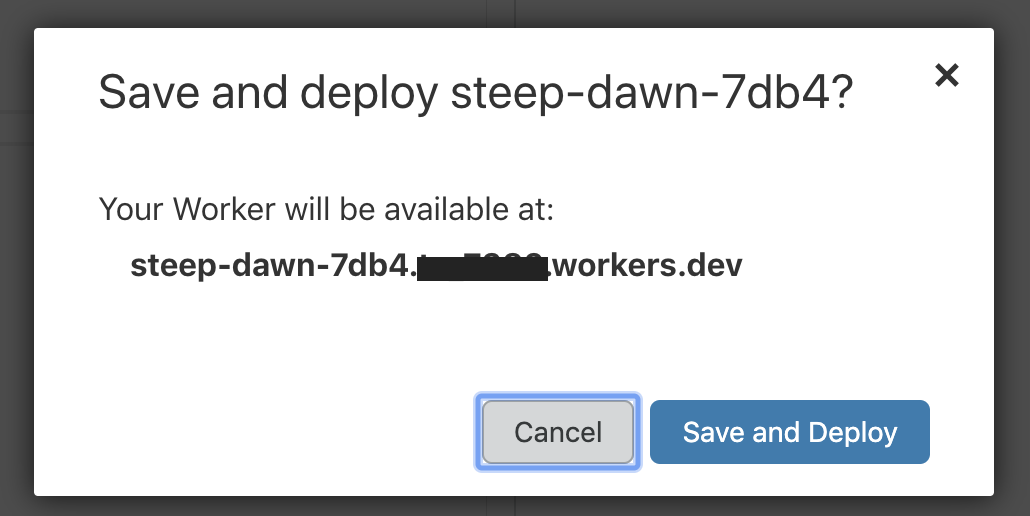 Save and deploy steep-dawn-7db4?
Your Worker will be available at:
steep-dawn-7db4. .workers.dev
Cancel
Save and Deploy